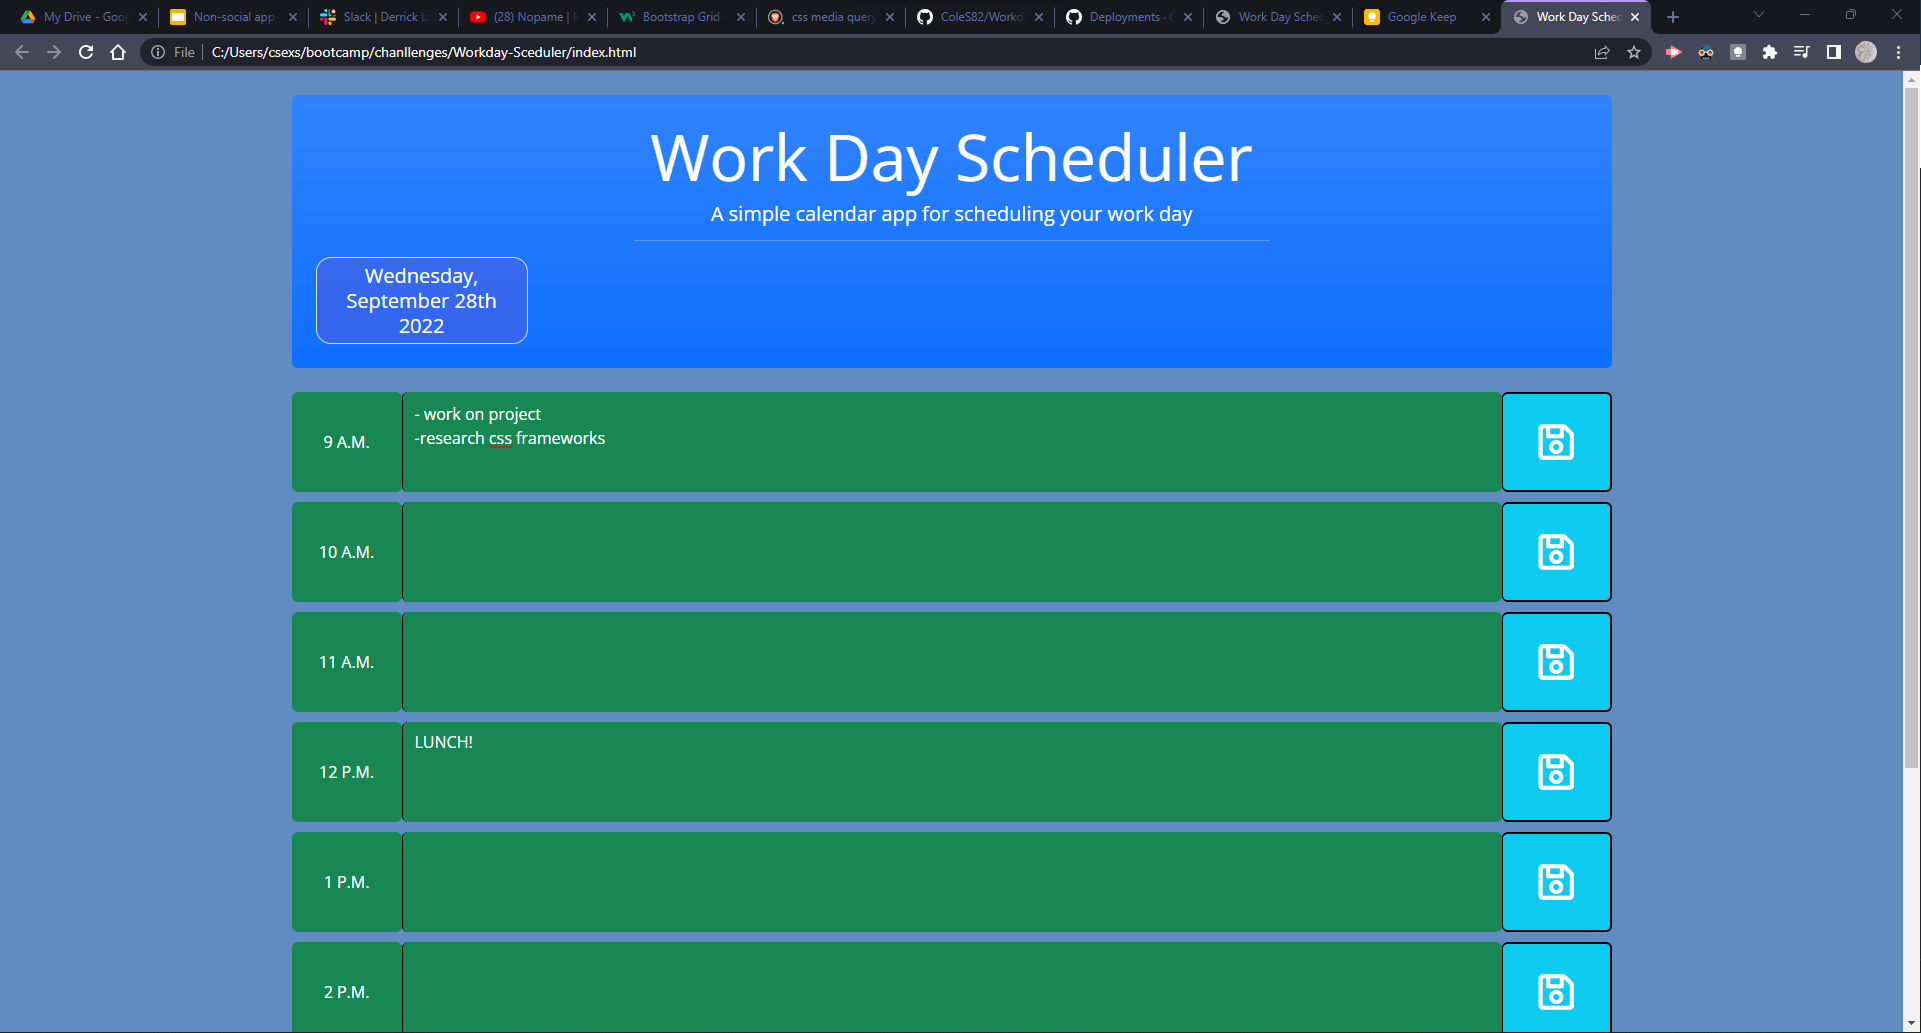 My Drive - Goog
Non-social app
Slack | Derrick L
(28) Nopame |
Bootstrap Grid
css media query
ColeS82/Workd
Deployments ·
Work Day Sched
Google Keep
Work Day Sched
File
C:/Users/csexs/bootcamp/chanllenges/Workday-Sceduler/index.html
Work Day Scheduler
A simple calendar app for scheduling your work day
Wednesday,
September 28th
2022
9 A.M.
- work on project
-research css frameworks
10 A.M.
11 A.M.
12 P.M.
LUNCH!
1 P.M.
2 P.M.